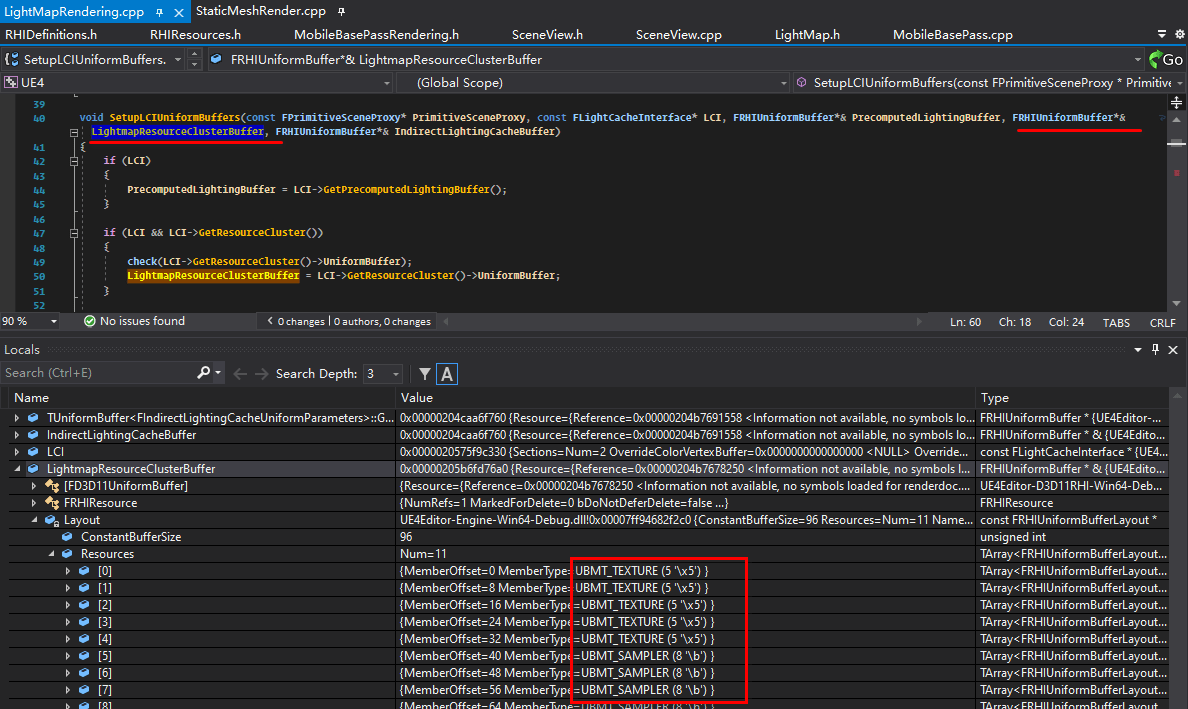 LightMapRendering.cpp StaticMeshRender.cpp
RHIDefinitions.h RHIResources.h MobileBasePassRendering.h SceneView.h SceneView.cpp LightMap.h MobileBasePass.cpp
SetupLCIUniformBuffers. FRHIUniformBuffer*& LightmapResourceClusterBuffer Go
UE4 (Global Scope) SetupLCIUniformBuffers(const FPrimitiveSceneProxy * Primitive
39
40 void SetupLCIUniformBuffers(const FPrimitiveSceneProxy* PrimitiveSceneProxy, const FLightCacheInterface* LCI, FRHIUniformBuffer*& PrecomputedLightingBuffer, FRHIUniformBuffer*&
LightmapResourceClusterBuffer, FRHIUniformBuffer*& IndirectLightingCacheBuffer)
41 {
42 if (LCI)
43 {
44 PrecomputedLightingBuffer = LCI->GetPrecomputedLightingBuffer();
45 }
46
47 if (LCI && LCI->GetResourceCluster())
48 {
49 check(LCI->GetResourceCluster()->UniformBuffer);
50 LightmapResourceClusterBuffer = LCI->GetResourceCluster()->UniformBuffer;
51 }
52
90 % No issues found 0 changes | 0 authors, 0 changes Ln: 60 Ch: 18 Col: 24 TABS CRLF
Locals
Search (Ctrl+E) Search Depth: 3 A
Name Value Type
TUniformBuffer<FIndirectLightingCacheUniformParameters>::G... 0x00000204caa6f760 {Resource={Reference=0x00000204b7691558 <Information not available, no symbols lo... FRHIUniformBuffer * {UE4Editor-...
IndirectLightingCacheBuffer 0x00000204caa6f760 {Resource={Reference=0x00000204b7691558 <Information not available, no symbols lo... FRHIUniformBuffer * & {UE4Edito...
LCI 0x000002057 5f9c330 {Sections=Num=2 OverrideColorVertexBuffer=0x0000000000000000 <NULL> Override... const FLightCacheInterface * {UE4...
LightmapResourceClusterBuffer 0x00000205b6fd76a0 {Resource={Reference=0x00000204b7678250 <Information not available, no symbols l... FRHIUniformBuffer * & {UE4Edito...
[FD3D11UniformBuffer] {Resource={Reference=0x00000204b7678250 <Information not available, no symbols loaded for renderdoc.... UE4Editor-D3D11RHI-Win64-Deb...
FRHIResource {NumRefs=1 MarkedForDelete=0 bDoNotDeferDelete=false ...} FRHIResource
Layout UE4Editor-Engine-Win64-Debug.dll!0x00007ff94682f2c0 {ConstantBufferSize=96 Resources=Num=11 Name... const FRHIUniformBufferLayout *
ConstantBufferSize 96 unsigned int
Resources Num=11 TArray<FRHIUniformBufferLayout...
[0] {MemberOffset=0 MemberType=UBMT_TEXTURE (5 '\x5') } TArray<FRHIUniformBufferLayout...
[1] {MemberOffset=8 MemberType=UBMT_TEXTURE (5 '\x5') } TArray<FRHIUniformBufferLayout...
[2] {MemberOffset=16 MemberType=UBMT_TEXTURE (5 '\x5') } TArray<FRHIUniformBufferLayout...
[3] {MemberOffset=24 MemberType=UBMT_TEXTURE (5 '\x5') } TArray<FRHIUniformBufferLayout...
[4] {MemberOffset=32 MemberType=UBMT_TEXTURE (5 '\x5') } TArray<FRHIUniformBufferLayout...
[5] {MemberOffset=40 MemberType=UBMT_SAMPLER (8 '\b') } TArray<FRHIUniformBufferLayout...
[6] {MemberOffset=48 MemberType=UBMT_SAMPLER (8 '\b') } TArray<FRHIUniformBufferLayout...
[7] {MemberOffset=56 MemberType=UBMT_SAMPLER (8 '\b') } TArray<FRHIUniformBufferLayout...
[8] {MemberOffset=64 MemberType=UBMT_SAMPLER (8 '\b') } TArray<FRHIUniformBufferLayout...